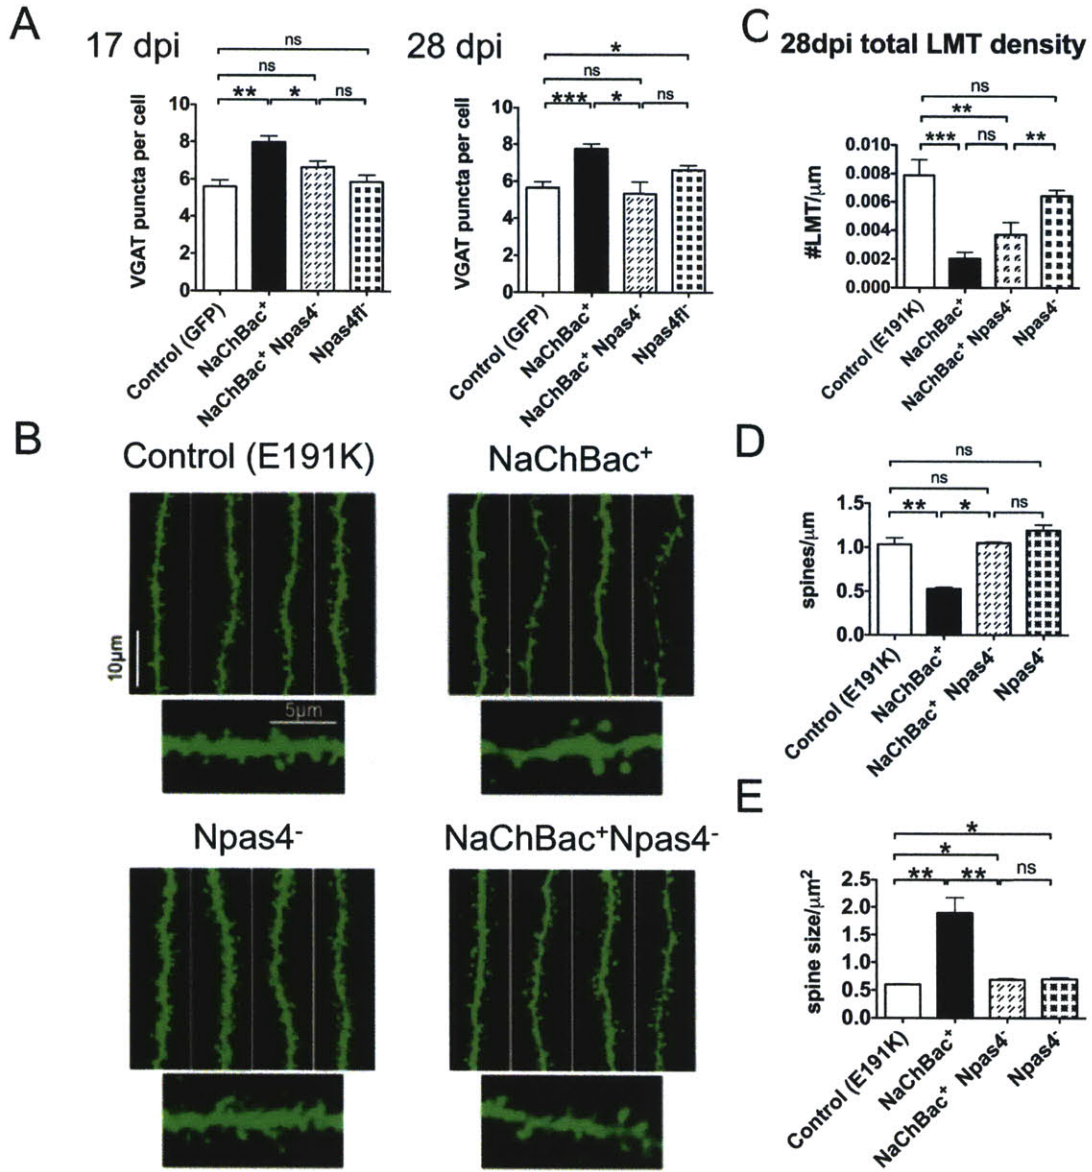 A
17 dpi
ns
ns
** * ns
VGAT puncta per cell
10
8
6
4
2
0
Control (GFP)
NaChBac+
NaChBac+ Npas4-
Npas4fl-
28 dpi
*
ns
*** * ns
VGAT puncta per cell
10
8
6
4
2
0
Control (GFP)
NaChBac+
NaChBac+ Npas4-
Npas4fl-
C
28dpi total LMT density
ns
**
*** ns **
#LMT/μm
0.010
0.008
0.006
0.004
0.002
0.000
Control (E191K)
NaChBac+
NaChBac+ Npas4-
Npas4-
B
Control (E191K)
NaChBac+
10μm
5μm
Npas4-
NaChBac+Npas4-
D
ns
ns
** * ns
spines/μm
1.5
1.0
0.5
0.0
Control (E191K)
NaChBac+
NaChBac+ Npas4-
Npas4-
E
*
*
** ** ns
spine size/μm2
2.5
2.0
1.5
1.0
0.5
0.0
Control (E191K)
NaChBac+
NaChBac+ Npas4-
Npas4-